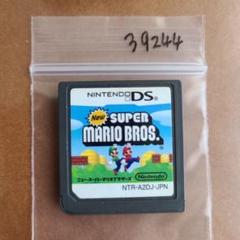 39244
NINTENDO DS
New
SUPER
MARIO BROS.
ニュー・スーパーマリオブラザーズ
Nintendo
NTR-A2DJ-JPN